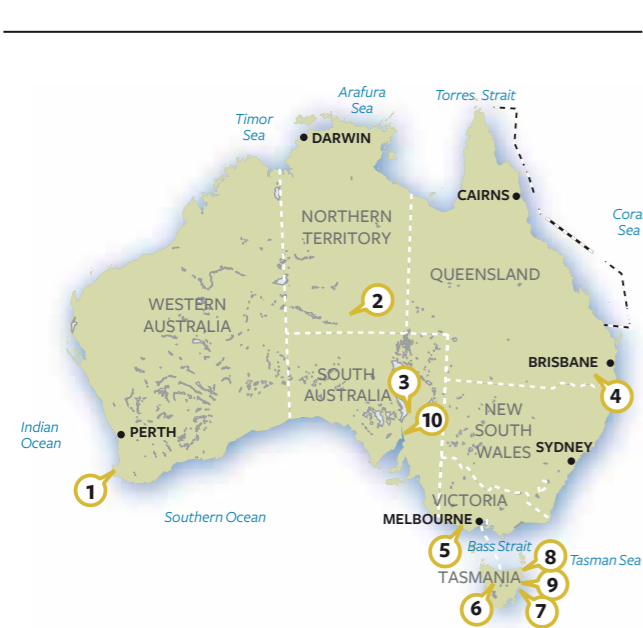 Arafura
Sea
Torres Strait
Timor
Sea
DARWIN
CAIRNS
NORTHERN
TERRITORY
Cora
Sea
QUEENSLAND
2
WESTERN
AUSTRALIA
BRISBANE
SOUTH
AUSTRALIA
3
4
NEW
SOUTH
WALES
10
Indian
Ocean
PERTH
SYDNEY
1
VICTORIA
Southern Ocean
MELBOURNE
5
Bass Strait
8
Tasman Sea
TASMANIA
9
6
7